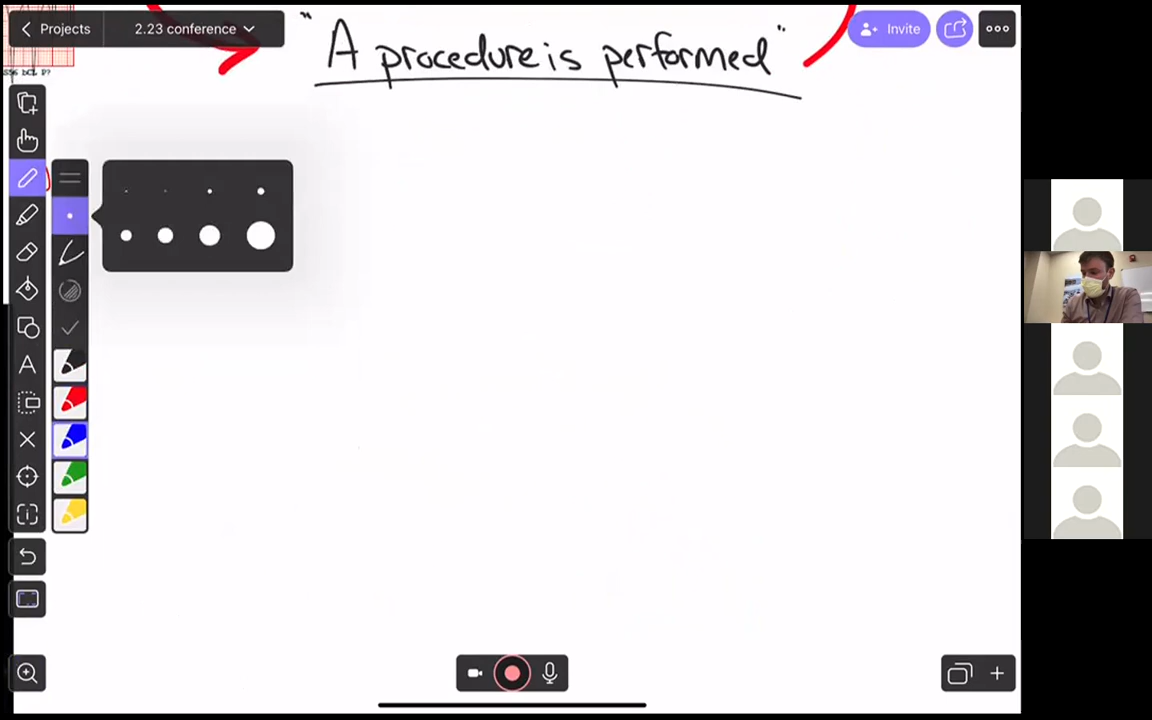 Projects
2.23 conference
Invite
"A procedure is performed"